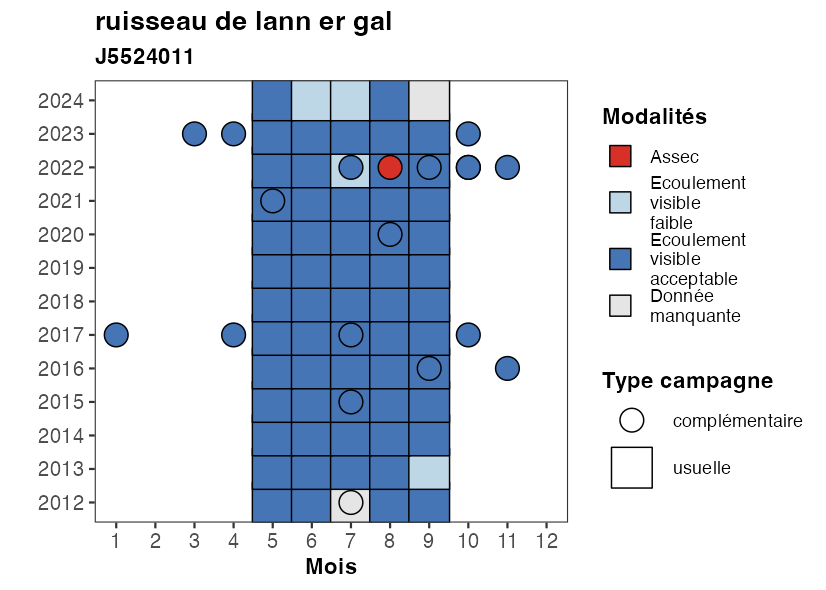 ruisseau de lann er gal
J5524011
2024
2023
2022
2021
2020
2019
2018
2017
2016
2015
2014
2013
2012
1 2 3 4 5 6 7 8 9 10 11 12
Mois
Modalités
Assec
Ecoulement
visible
faible
Ecoulement
visible
acceptable
Donnée
manquante
Type campagne
complémentaire
usuelle